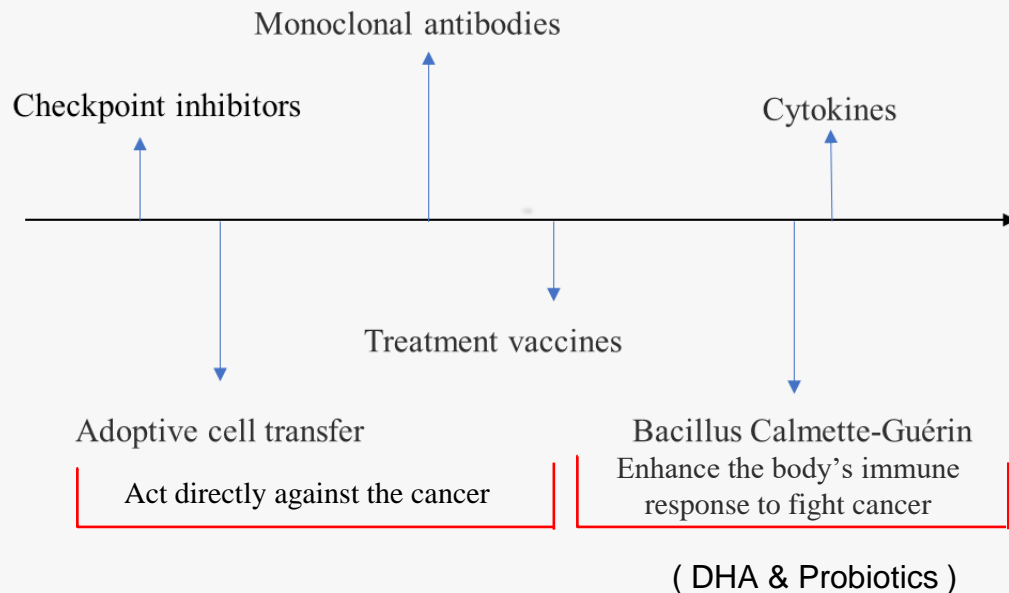 Monoclonal antibodies
Checkpoint inhibitors
Cytokines
Treatment vaccines
Adoptive cell transfer
Bacillus Calmette-Guérin
Act directly against the cancer
Enhance the body’s immune
response to fight cancer
( DHA & Probiotics )